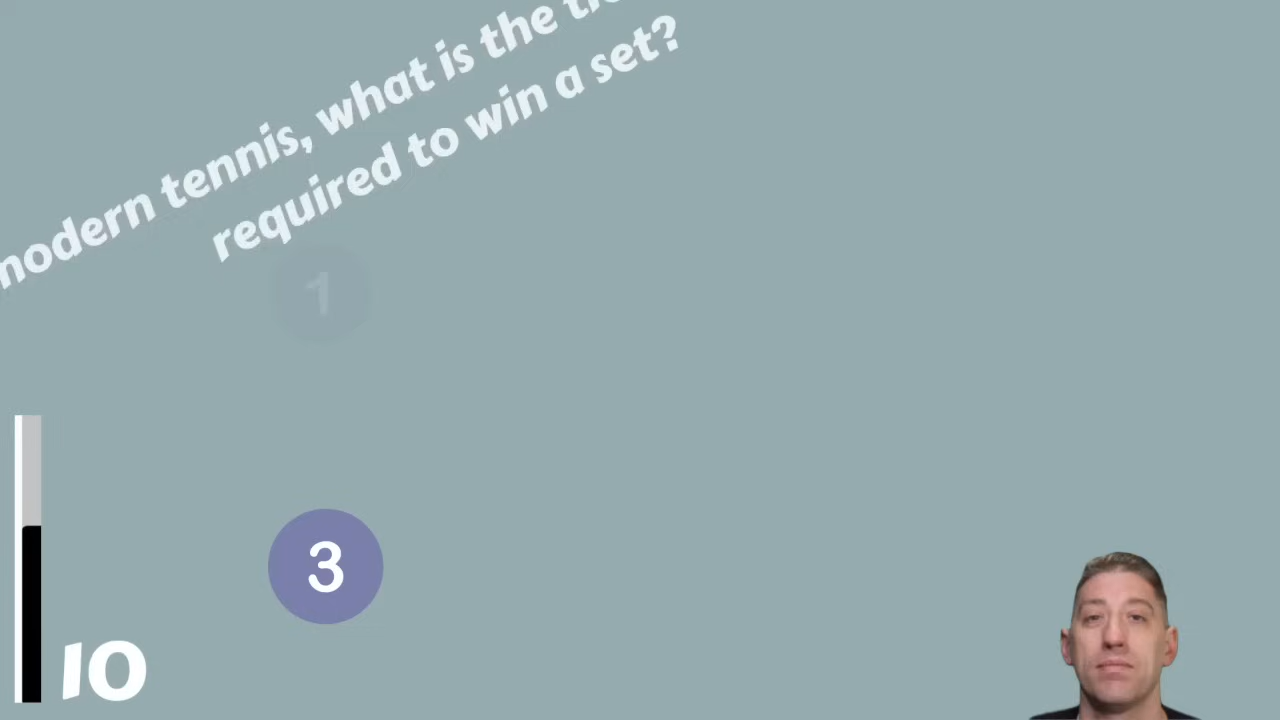 modern tennis, what is the
required to win a set?
1
3
10